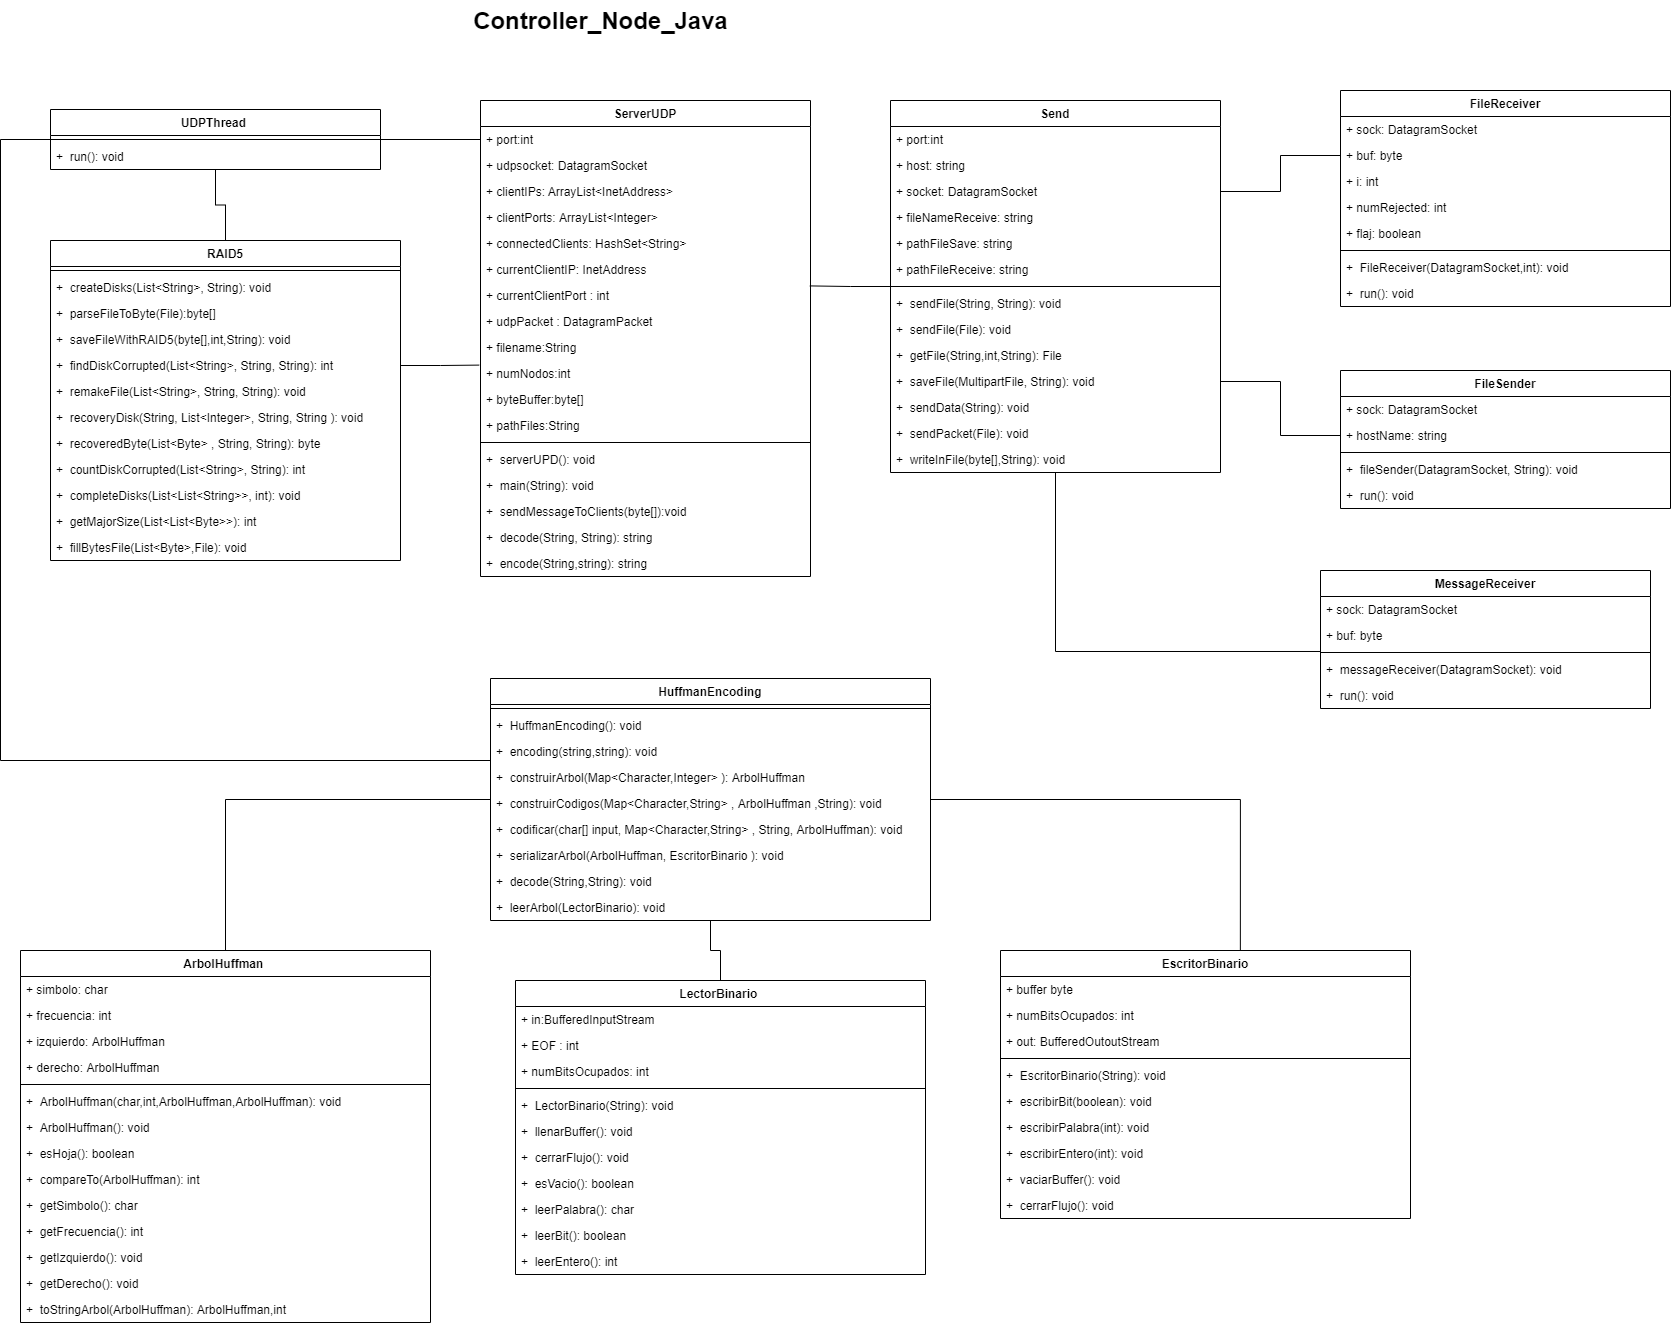 Controller_Node_Java
UDPThread
+ run(): void
RAID5
+ createDisks(List<String>, String): void
+ parseFileToByte(File):byte[]
+ saveFileWithRAID5(byte[],int,String): void
+ findDiskCorrupted(List<String>, String, String): int
+ remakeFile(List<String>, String, String): void
+ recoveryDisk(String, List<Integer>, String, String ): void
+ recoveredByte(List<Byte> , String, String): byte
+ countDiskCorrupted(List<String>, String): int
+ completeDisks(List<List<String>>, int): void
+ getMajorSize(List<List<Byte>>): int
+ fillBytesFile(List<Byte>,File): void
ServerUDP
+ port:int
+ udpsocket: DatagramSocket
+ clientIPs: ArrayList<InetAddress>
+ clientPorts: ArrayList<Integer>
+ connectedClients: HashSet<String>
+ currentClientIP: InetAddress
+ currentClientPort : int
+ udpPacket : DatagramPacket
+ filename:String
+ numNodos:int
+ byteBuffer:byte[]
+ pathFiles:String
+ serverUPD(): void
+ main(String): void
+ sendMessageToClients(byte[]):void
+ decode(String, String): string
+ encode(String,string): string
Send
+ port:int
+ host: string
+ socket: DatagramSocket
+ fileNameReceive: string
+ pathFileSave: string
+ pathFileReceive: string
+ sendFile(String, String): void
+ sendFile(File): void
+ getFile(String,int,String): File
+ saveFile(MultipartFile, String): void
+ sendData(String): void
+ sendPacket(File): void
+ writeInFile(byte[],String): void
FileReceiver
+ sock: DatagramSocket
+ buf: byte
+ i: int
+ numRejected: int
+ flaj: boolean
+ FileReceiver(DatagramSocket,int): void
+ run(): void
FileSender
+ sock: DatagramSocket
+ hostName: string
+ fileSender(DatagramSocket, String): void
+ run(): void
MessageReceiver
+ sock: DatagramSocket
+ buf: byte
+ messageReceiver(DatagramSocket): void
+ run(): void
HuffmanEncoding
+ HuffmanEncoding(): void
+ encoding(string,string): void
+ construirArbol(Map<Character,Integer> ): ArbolHuffman
+ construirCodigos(Map<Character,String> , ArbolHuffman ,String): void
+ codificar(char[] input, Map<Character,String> , String, ArbolHuffman): void
+ serializarArbol(ArbolHuffman, EscritorBinario ): void
+ decode(String,String): void
+ leerArbol(LectorBinario): void
ArbolHuffman
+ simbolo: char
+ frecuencia: int
+ izquierdo: ArbolHuffman
+ derecho: ArbolHuffman
+ ArbolHuffman(char,int,ArbolHuffman,ArbolHuffman): void
+ ArbolHuffman(): void
+ esHoja(): boolean
+ compareTo(ArbolHuffman): int
+ getSimbolo(): char
+ getFrecuencia(): int
+ getIzquierdo(): void
+ getDerecho(): void
+ toStringArbol(ArbolHuffman): ArbolHuffman,int
LectorBinario
+ in:BufferedInputStream
+ EOF : int
+ numBitsOcupados: int
+ LectorBinario(String): void
+ llenarBuffer(): void
+ cerrarFlujo(): void
+ esVacio(): boolean
+ leerPalabra(): char
+ leerBit(): boolean
+ leerEntero(): int
EscritorBinario
+ buffer byte
+ numBitsOcupados: int
+ out: BufferedOutoutStream
+ EscritorBinario(String): void
+ escribirBit(boolean): void
+ escribirPalabra(int): void
+ escribirEntero(int): void
+ vaciarBuffer(): void
+ cerrarFlujo(): void